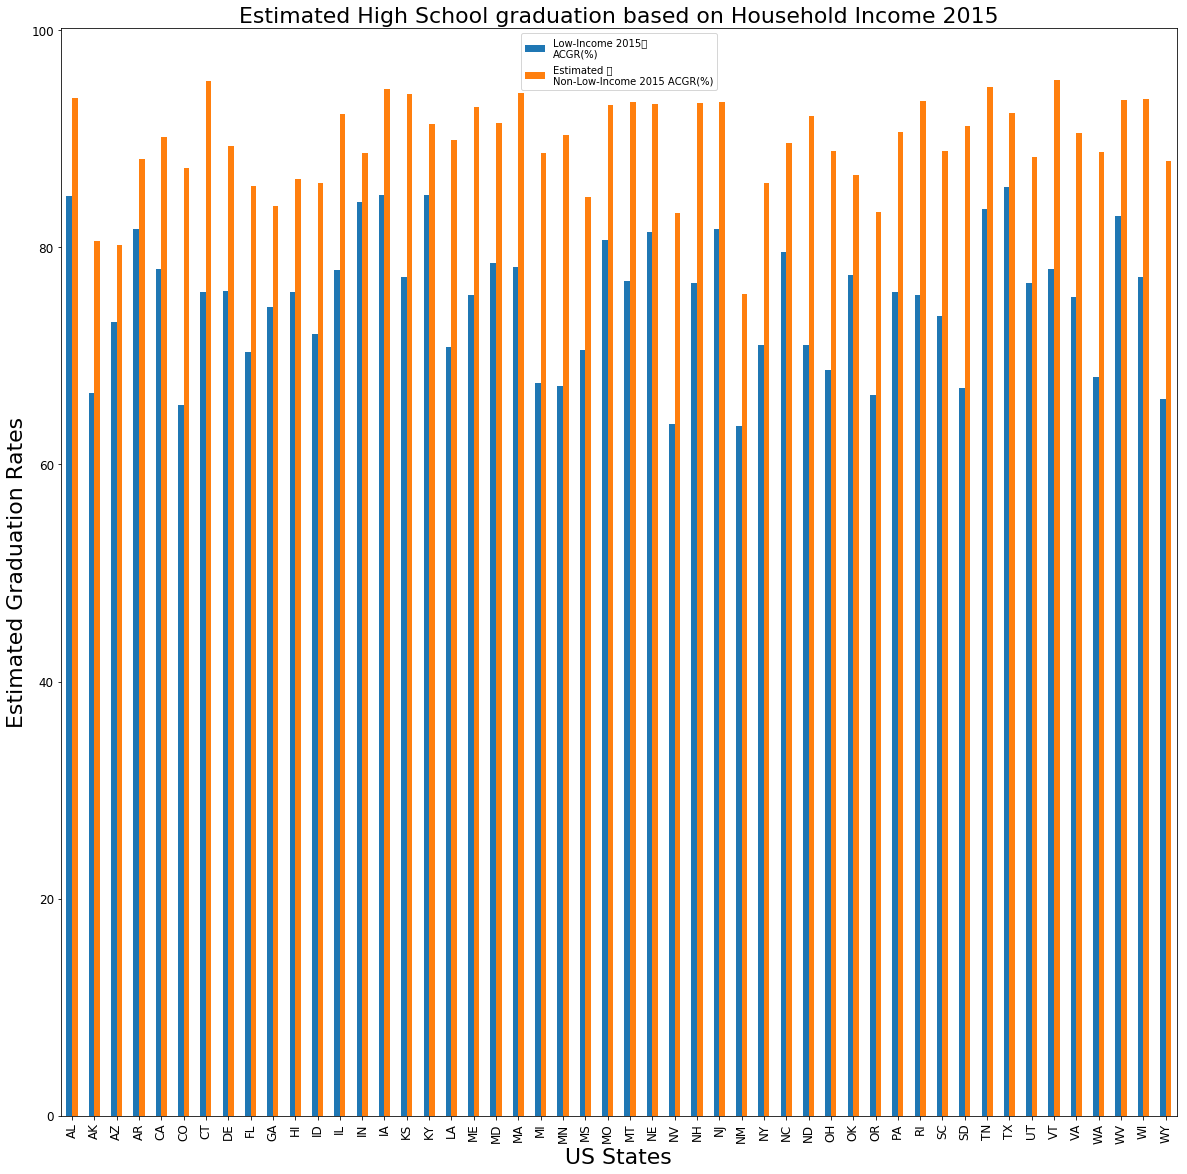 Estimated High School graduation based on Household Income 2015
Low-Income 2015
ACGR(%)
Estimated
Non-Low-Income 2015 ACGR(%)
100
80
60
40
20
0
Estimated Graduation Rates
AL AK AZ AR CA CO CT DE FL GA HI ID IL IN IA KS KY LA ME MD MA MI MN MS MO MT NE NV NH NJ NM NY NC ND OH OK OR PA RI SC SD TN TX UT VT VA WA WV WI WY
US States